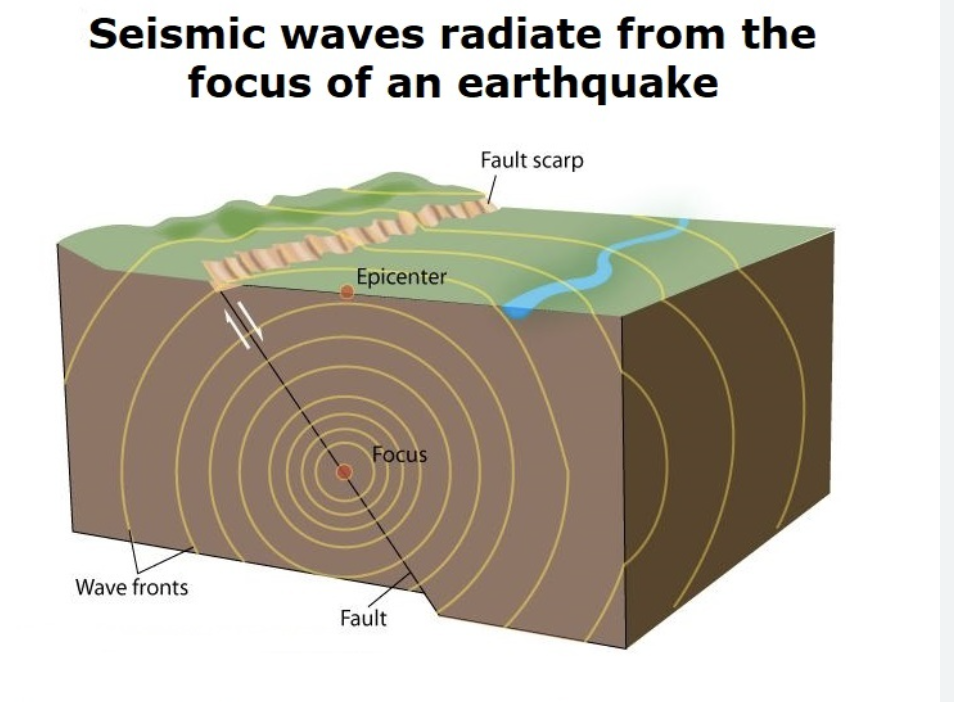 Seismic waves radiate from the
focus of an earthquake
Fault scarp
Epicenter
Focus
Wave fronts
Fault